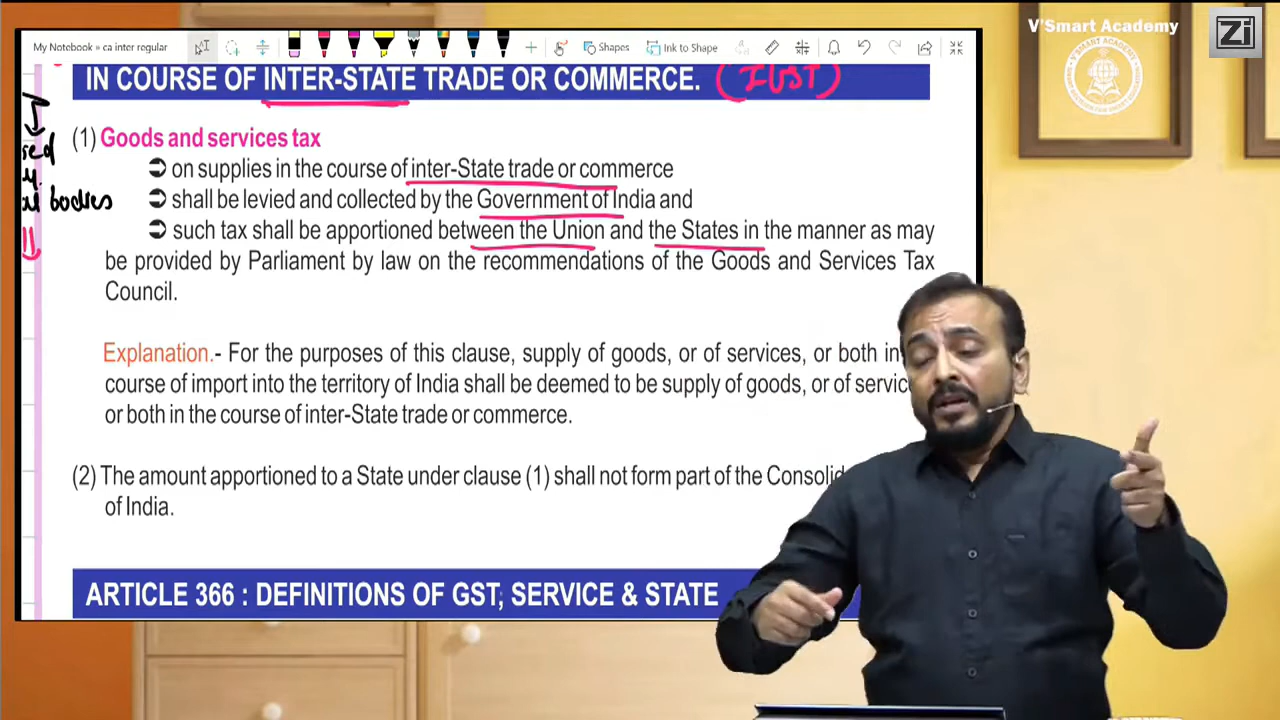 V'Smart Academy
Zi
V'SMART ACADEMY
My Notebook » ca inter regular
Shapes
Ink to Shape
IN COURSE OF INTER-STATE TRADE OR COMMERCE. (IGST)
(1) Goods and services tax
➲ on supplies in the course of inter-State trade or commerce
➲ shall be levied and collected by the Government of India and
bodies
➲ such tax shall be apportioned between the Union and the States in the manner as may
be provided by Parliament by law on the recommendations of the Goods and Services Tax
Council.
Explanation.- For the purposes of this clause, supply of goods, or of services, or both in
course of import into the territory of India shall be deemed to be supply of goods, or of servic
or both in the course of inter-State trade or commerce.
(2) The amount apportioned to a State under clause (1) shall not form part of the Consolid
of India.
ARTICLE 366 : DEFINITIONS OF GST, SERVICE & STATE